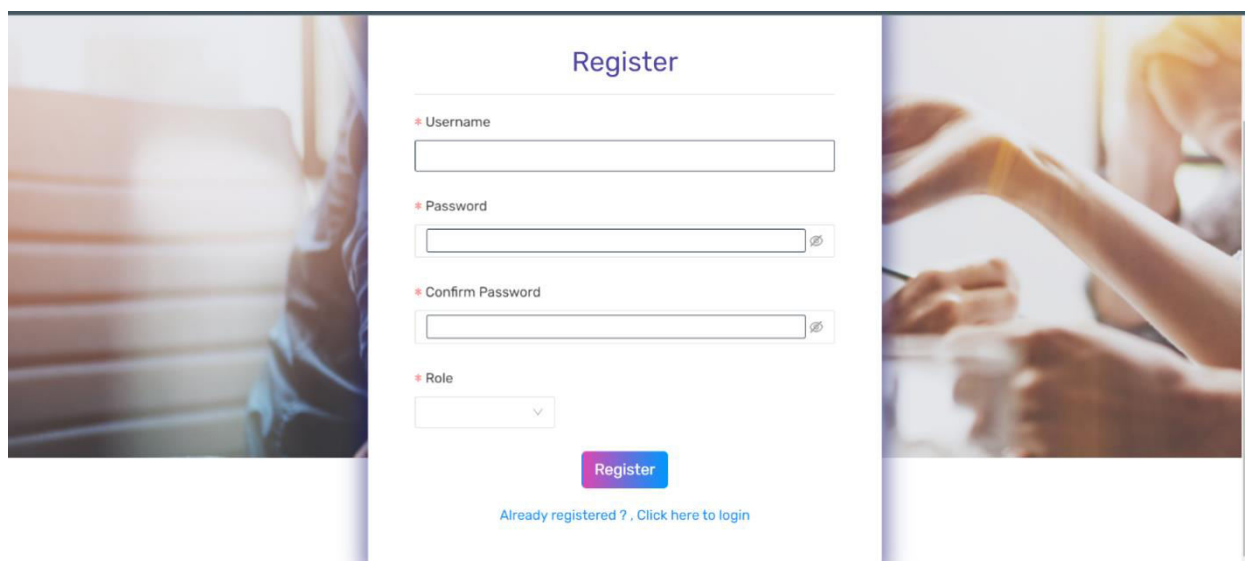 Register
* Username
* Password
* Confirm Password
* Role
Register
Already registered ? , Click here to login